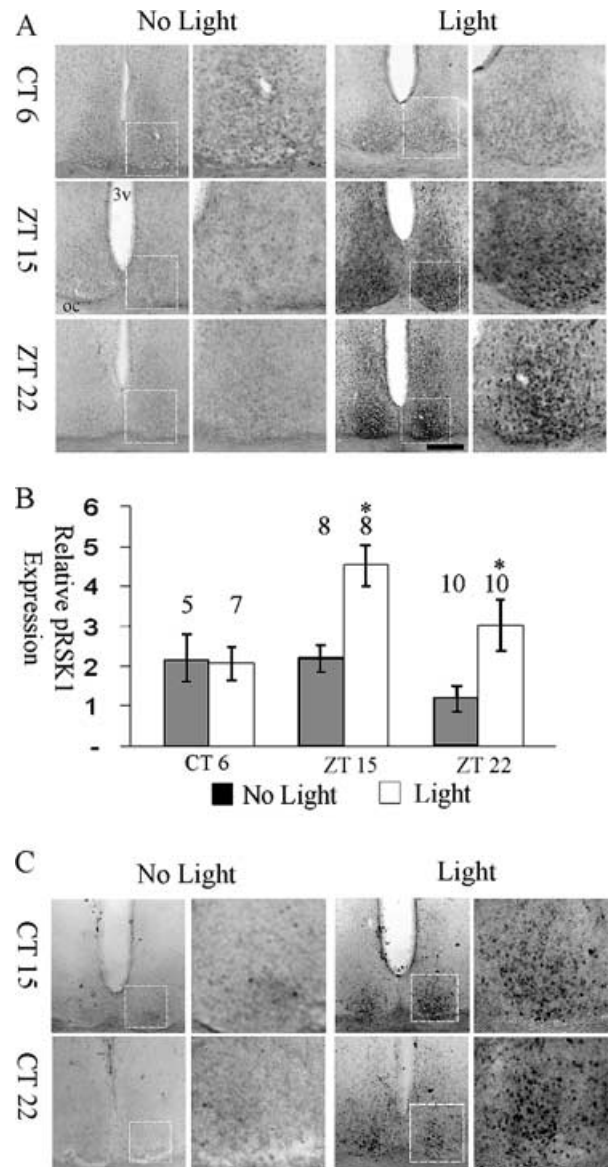 A
No Light Light
CT 6
ZT 15
3v
oc
ZT 22
B
Relative pRSK1
Expression
6
5
4
3
2
1
-
5 7 8 * 8 10 * 10
CT 6 ZT 15 ZT 22
No Light Light
C
No Light Light
CT 15
CT 22